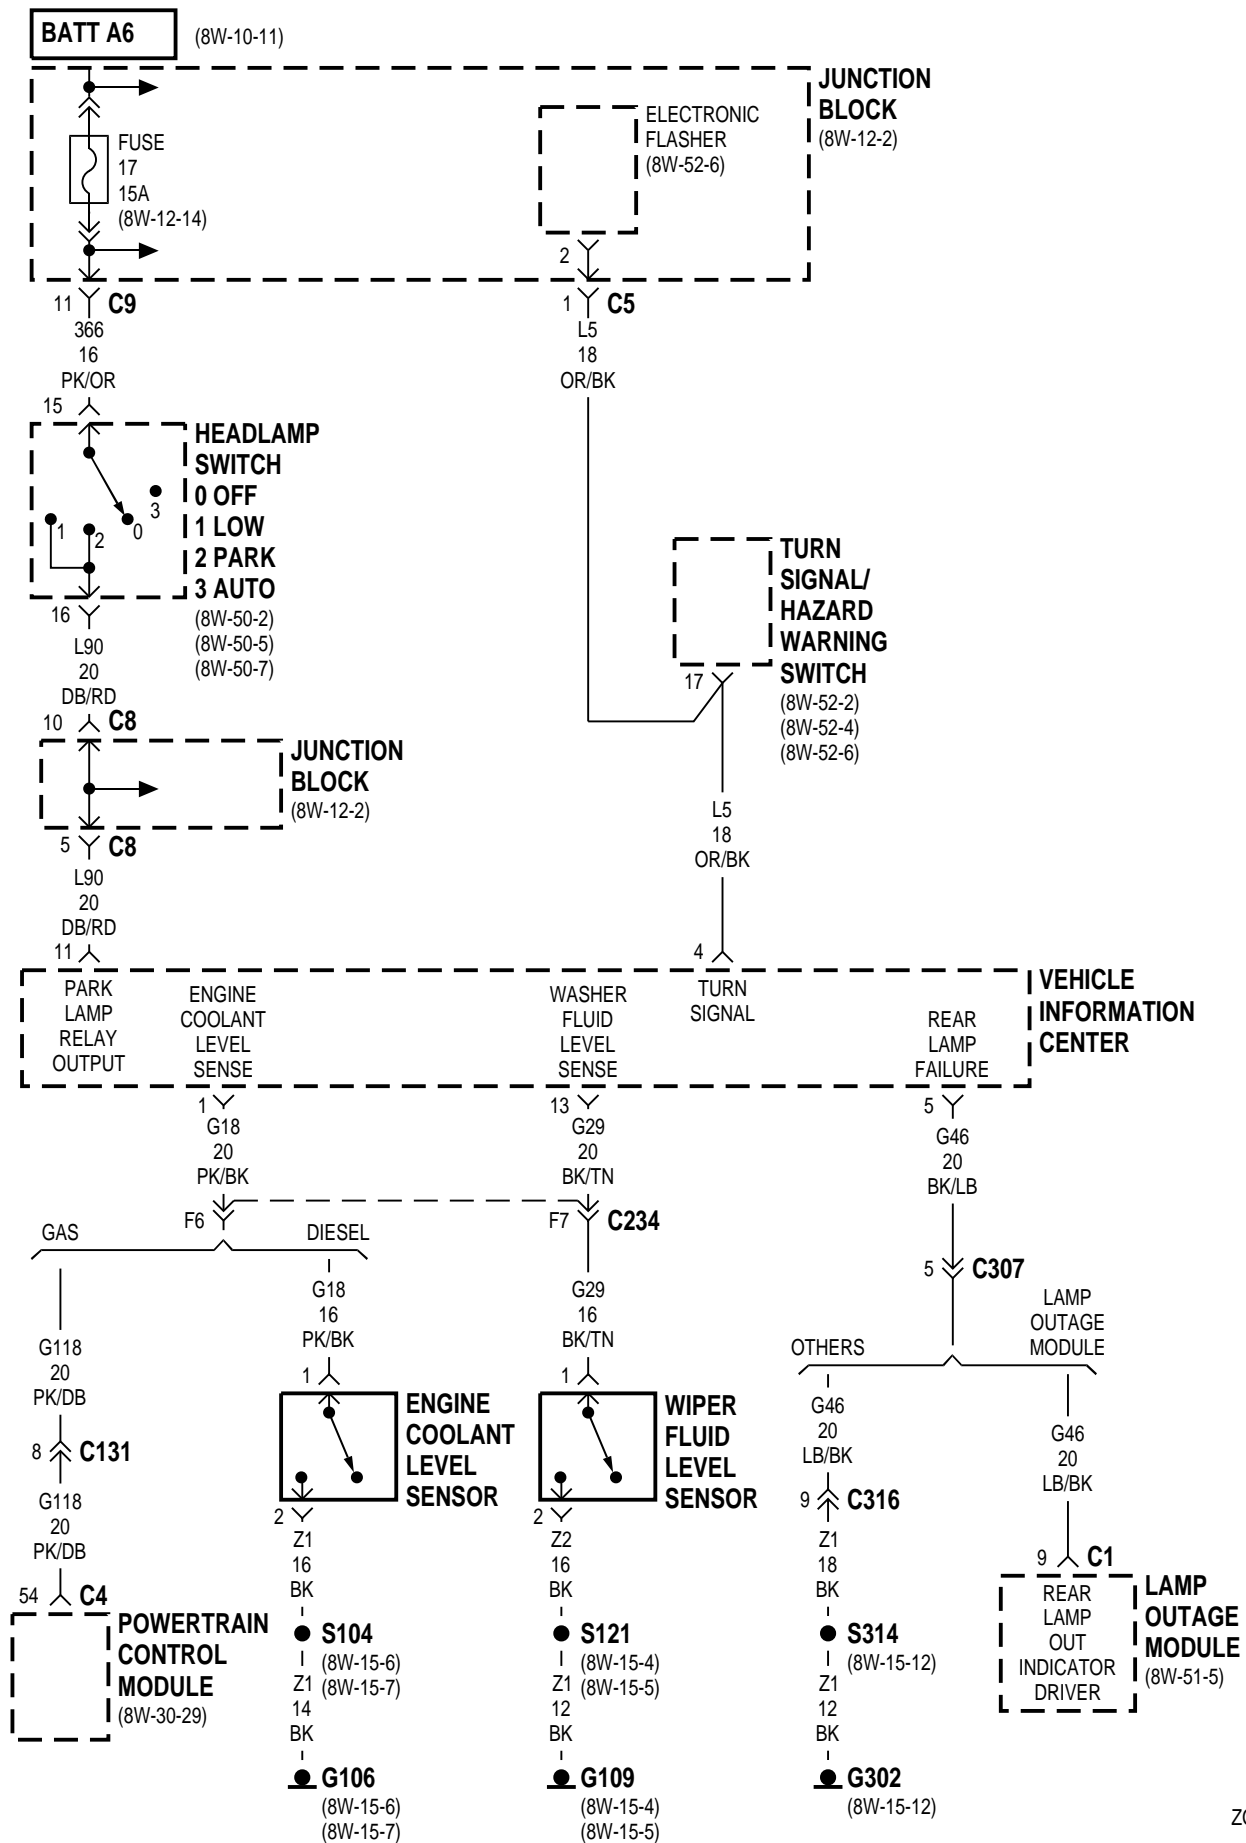 BATT A6
(8W-10-11)
JUNCTION
BLOCK
(8W-12-2)
FUSE
17
15A
(8W-12-14)
ELECTRONIC
FLASHER
(8W-52-6)
2
11
C9
366
16
PK/OR
15
1
C5
L5
18
OR/BK
HEADLAMP
SWITCH
0 OFF
1 LOW
2 PARK
3 AUTO
(8W-50-2)
(8W-50-5)
(8W-50-7)
1
2
0
3
16
L90
20
DB/RD
10
C8
JUNCTION
BLOCK
(8W-12-2)
5
C8
L90
20
DB/RD
11
TURN
SIGNAL/
HAZARD
WARNING
SWITCH
(8W-52-2)
(8W-52-4)
(8W-52-6)
17
L5
18
OR/BK
4
PARK
LAMP
RELAY
OUTPUT
ENGINE
COOLANT
LEVEL
SENSE
WASHER
FLUID
LEVEL
SENSE
TURN
SIGNAL
REAR
LAMP
FAILURE
VEHICLE
INFORMATION
CENTER
1
G18
20
PK/BK
F6
13
G29
20
BK/TN
F7
C234
5
G46
20
BK/LB
5
C307
GAS
DIESEL
G118
20
PK/DB
8
C131
G118
20
PK/DB
54
C4
POWERTRAIN
CONTROL
MODULE
(8W-30-29)
G18
16
PK/BK
1
ENGINE
COOLANT
LEVEL
SENSOR
2
Z1
16
BK
S104
(8W-15-6)
(8W-15-7)
Z1
14
BK
G106
(8W-15-6)
(8W-15-7)
G29
16
BK/TN
1
WIPER
FLUID
LEVEL
SENSOR
2
Z2
16
BK
S121
(8W-15-4)
(8W-15-5)
Z1
12
BK
G109
(8W-15-4)
(8W-15-5)
OTHERS
LAMP
OUTAGE
MODULE
G46
20
LB/BK
9
C316
Z1
18
BK
S314
(8W-15-12)
Z1
12
BK
G302
(8W-15-12)
G46
20
LB/BK
9
C1
REAR
LAMP
OUT
INDICATOR
DRIVER
LAMP
OUTAGE
MODULE
(8W-51-5)